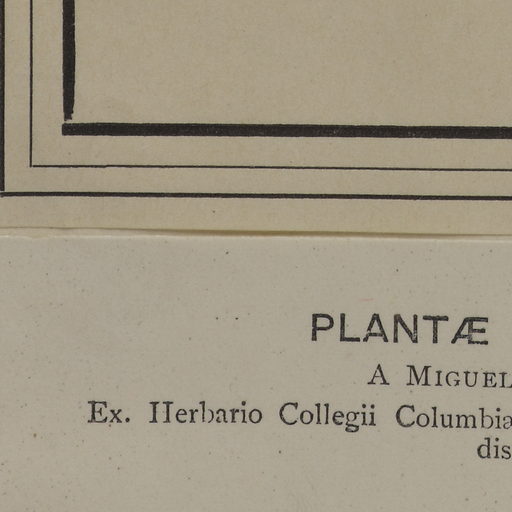 PLANTÆ
A MIGUEL
Ex. Herbario Collegii Columbia
dis